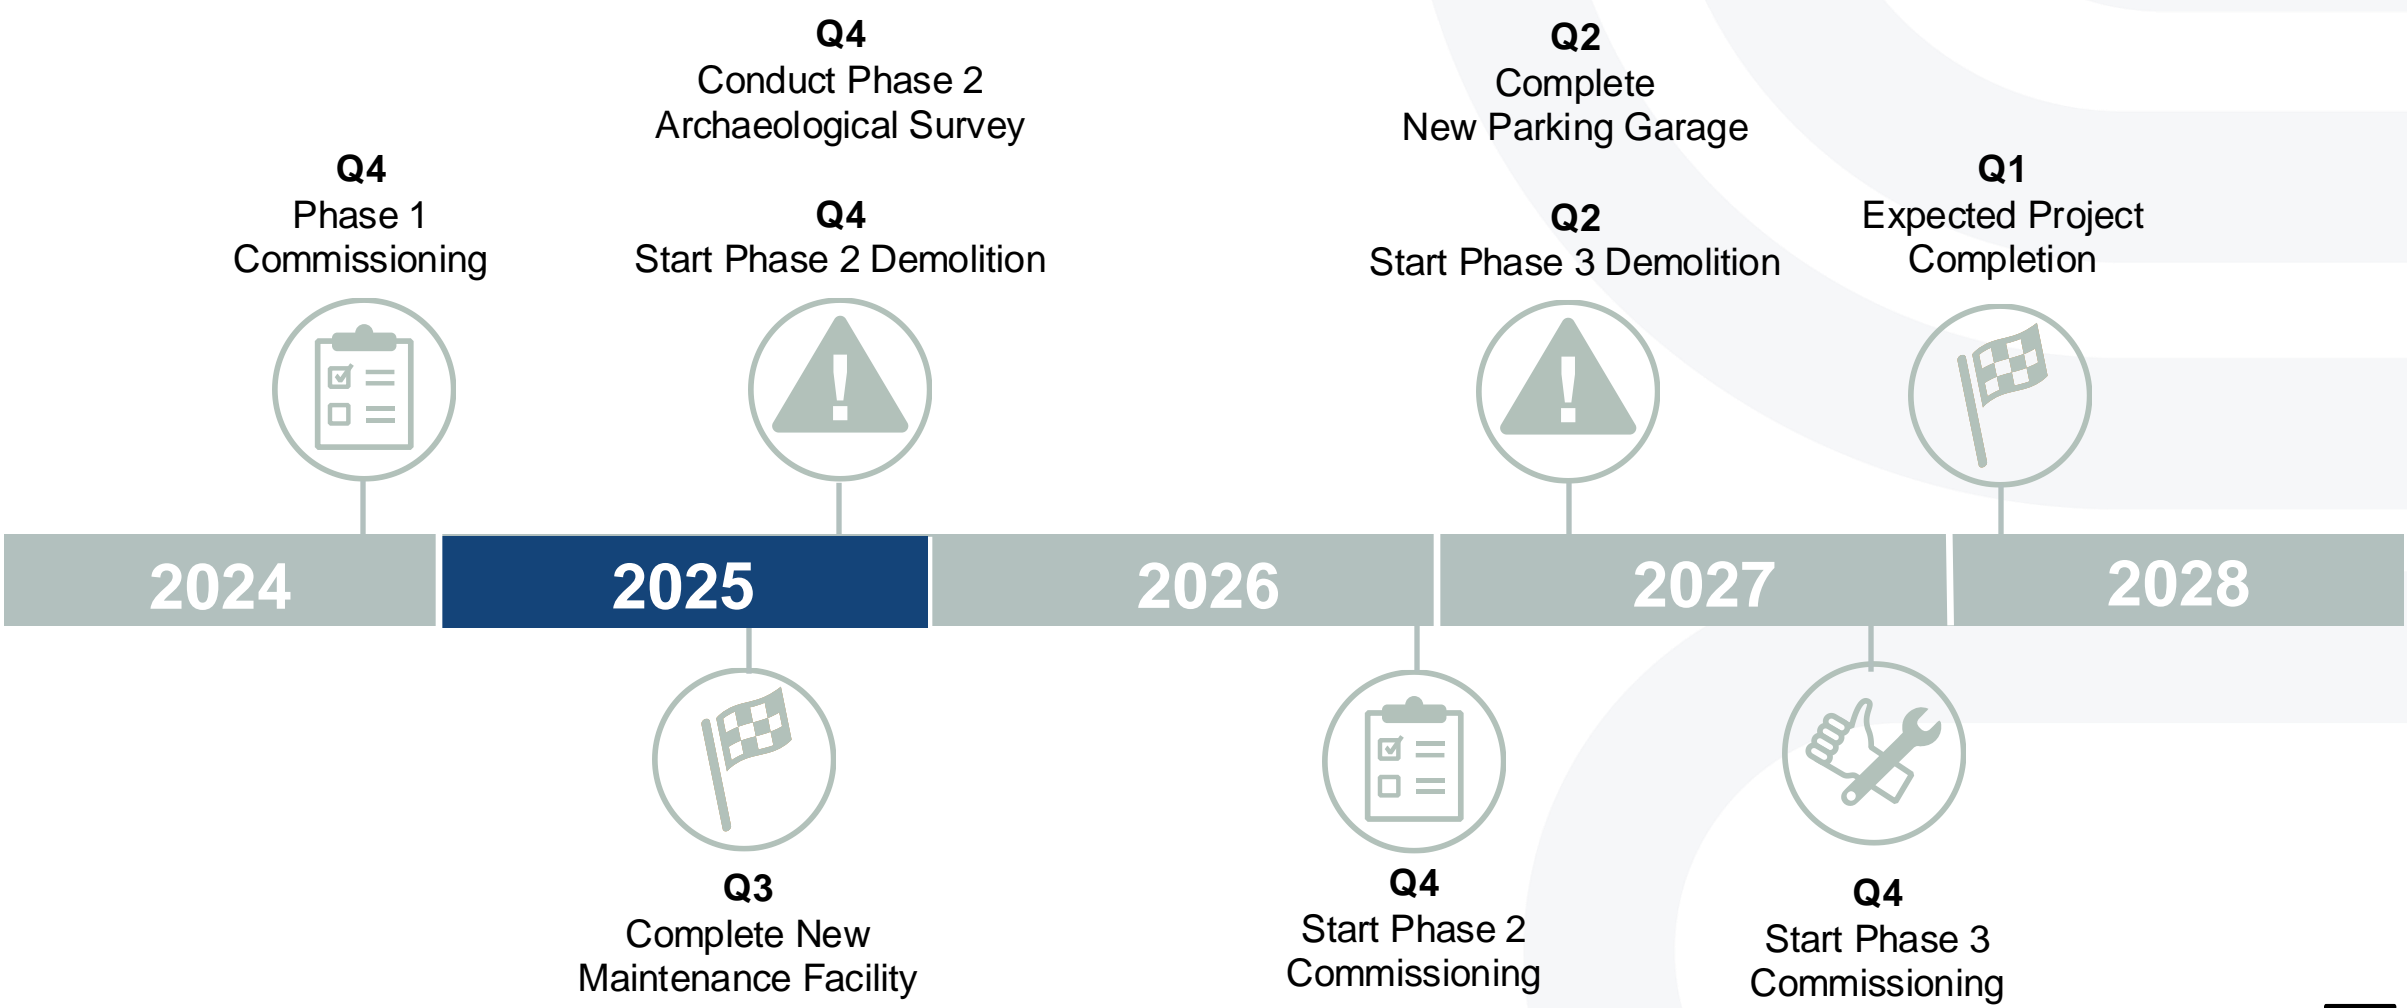 Q4
Conduct Phase 2
Archaeological Survey
Q2
Complete
New Parking Garage
Q4
Phase 1
Commissioning
Q4
Start Phase 2 Demolition
Q2
Start Phase 3 Demolition
Q1
Expected Project
Completion
2024
2025
2026
2027
2028
Q3
Complete New
Maintenance Facility
Q4
Start Phase 2
Commissioning
Q4
Start Phase 3
Commissioning